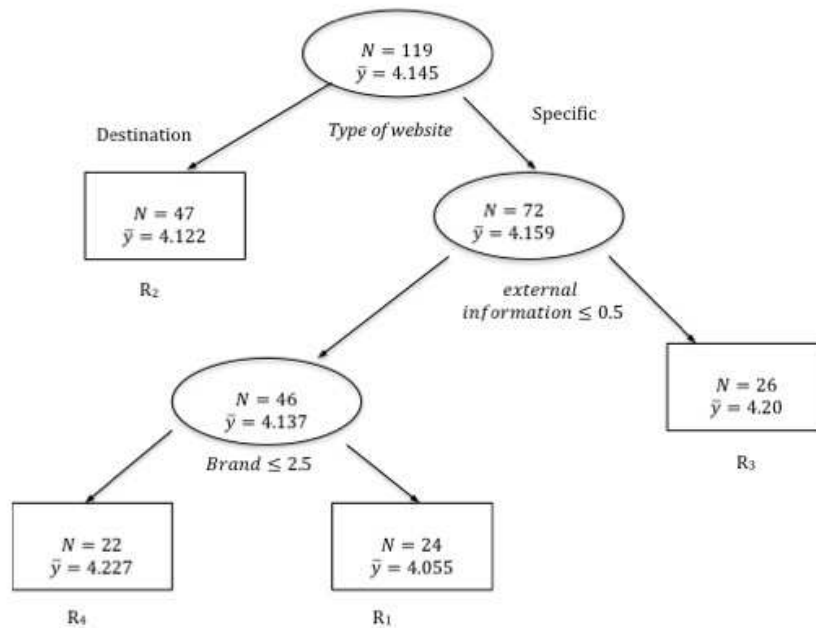 N = 119
ȳ = 4.145
Destination
Type of website
Specific
N = 47
ȳ = 4.122
R₂
N = 72
ȳ = 4.159
external
information ≤ 0.5
N = 46
ȳ = 4.137
Brand ≤ 2.5
N = 26
ȳ = 4.20
R₃
N = 22
ȳ = 4.227
R₄
N = 24
ȳ = 4.055
R₁